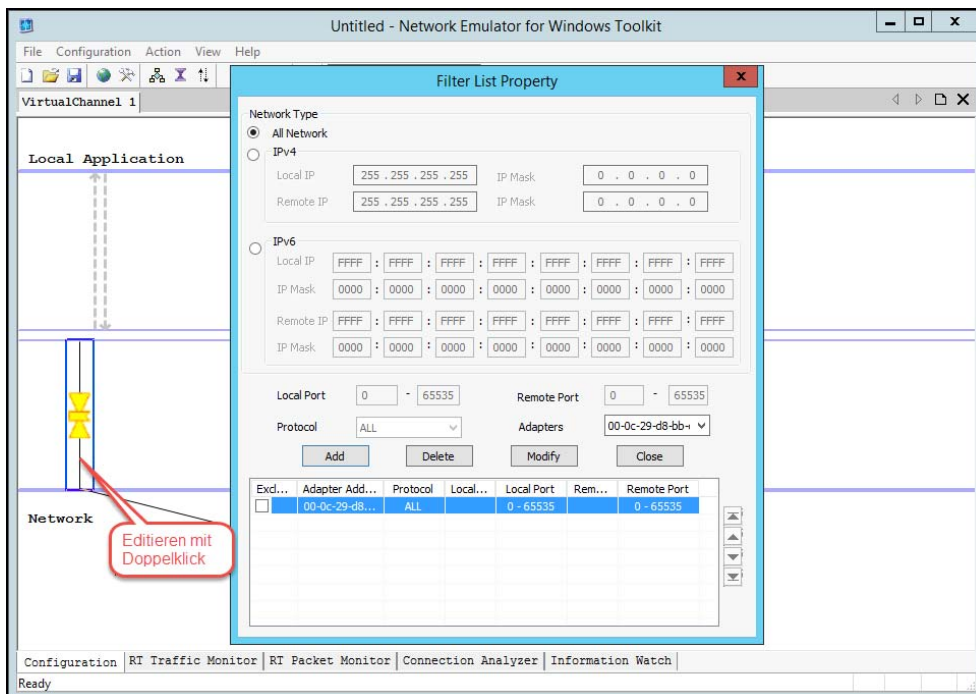 Untitled - Network Emulator for Windows Toolkit
File Configuration Action View Help
VirtualChannel 1
Filter List Property
Network Type
All Network
IPv4
Local IP 255 . 255 . 255 . 255 IP Mask 0 . 0 . 0 . 0
Remote IP 255 . 255 . 255 . 255 IP Mask 0 . 0 . 0 . 0
IPv6
Local IP FFFF : FFFF : FFFF : FFFF : FFFF : FFFF : FFFF : FFFF
IP Mask 0000 : 0000 : 0000 : 0000 : 0000 : 0000 : 0000 : 0000
Remote IP FFFF : FFFF : FFFF : FFFF : FFFF : FFFF : FFFF : FFFF
IP Mask 0000 : 0000 : 0000 : 0000 : 0000 : 0000 : 0000 : 0000
Local Port 0 - 65535 Remote Port 0 - 65535
Protocol ALL Adapters 00-0c-29-d8-bb-
Add Delete Modify Close
Excl... Adapter Add... Protocol Local... Local Port Rem... Remote Port
00-0c-29-d8... ALL 0 - 65535 0 - 65535
Local Application
Network
Editieren mit
Doppelklick
Configuration RT Traffic Monitor RT Packet Monitor Connection Analyzer Information Watch
Ready